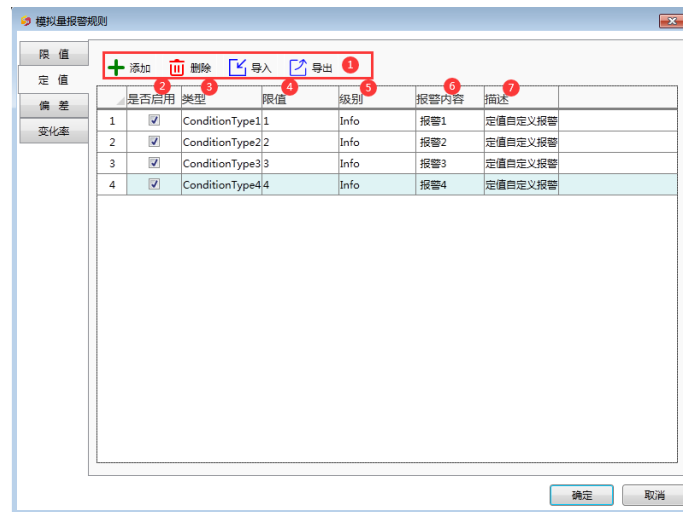 模拟量报警规则
限 值
定 值
偏 差
变化率
添加 删除 导入 导出 1
2 3 4 5 6 7
是否启用 类型 限值 级别 报警内容 描述
1 ConditionType1 1 Info 报警1 定值自定义报警
2 ConditionType2 2 Info 报警2 定值自定义报警
3 ConditionType3 3 Info 报警3 定值自定义报警
4 ConditionType4 4 Info 报警4 定值自定义报警
确定 取消